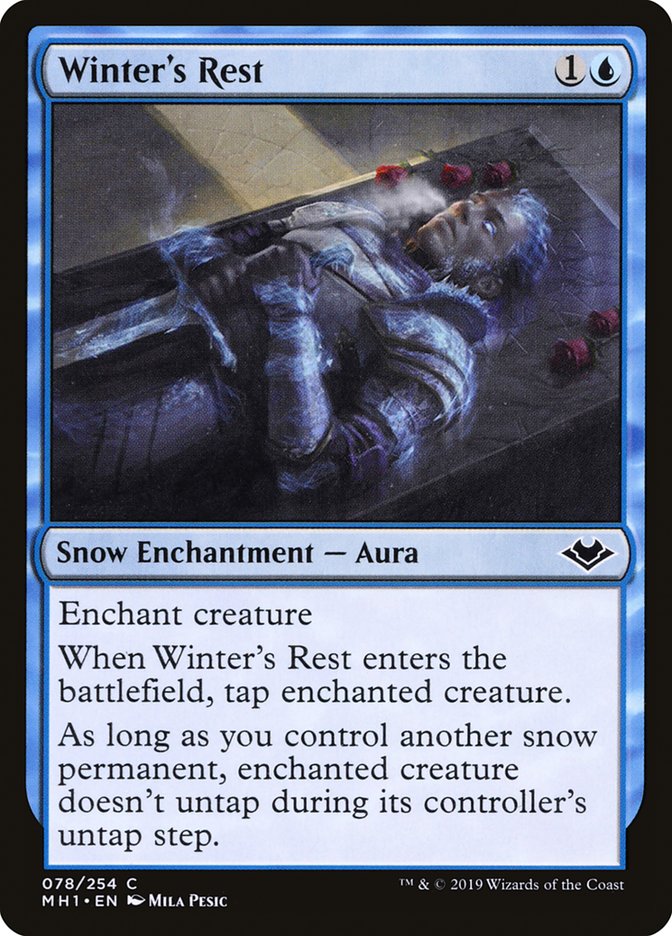 Winter's Rest 1
Snow Enchantment — Aura
Enchant creature
When Winter's Rest enters the
battlefield, tap enchanted creature.
As long as you control another snow
permanent, enchanted creature
doesn't untap during its controller's
untap step.
078/254 C
MH1 • EN Mila Pesic
™ & © 2019 Wizards of the Coast